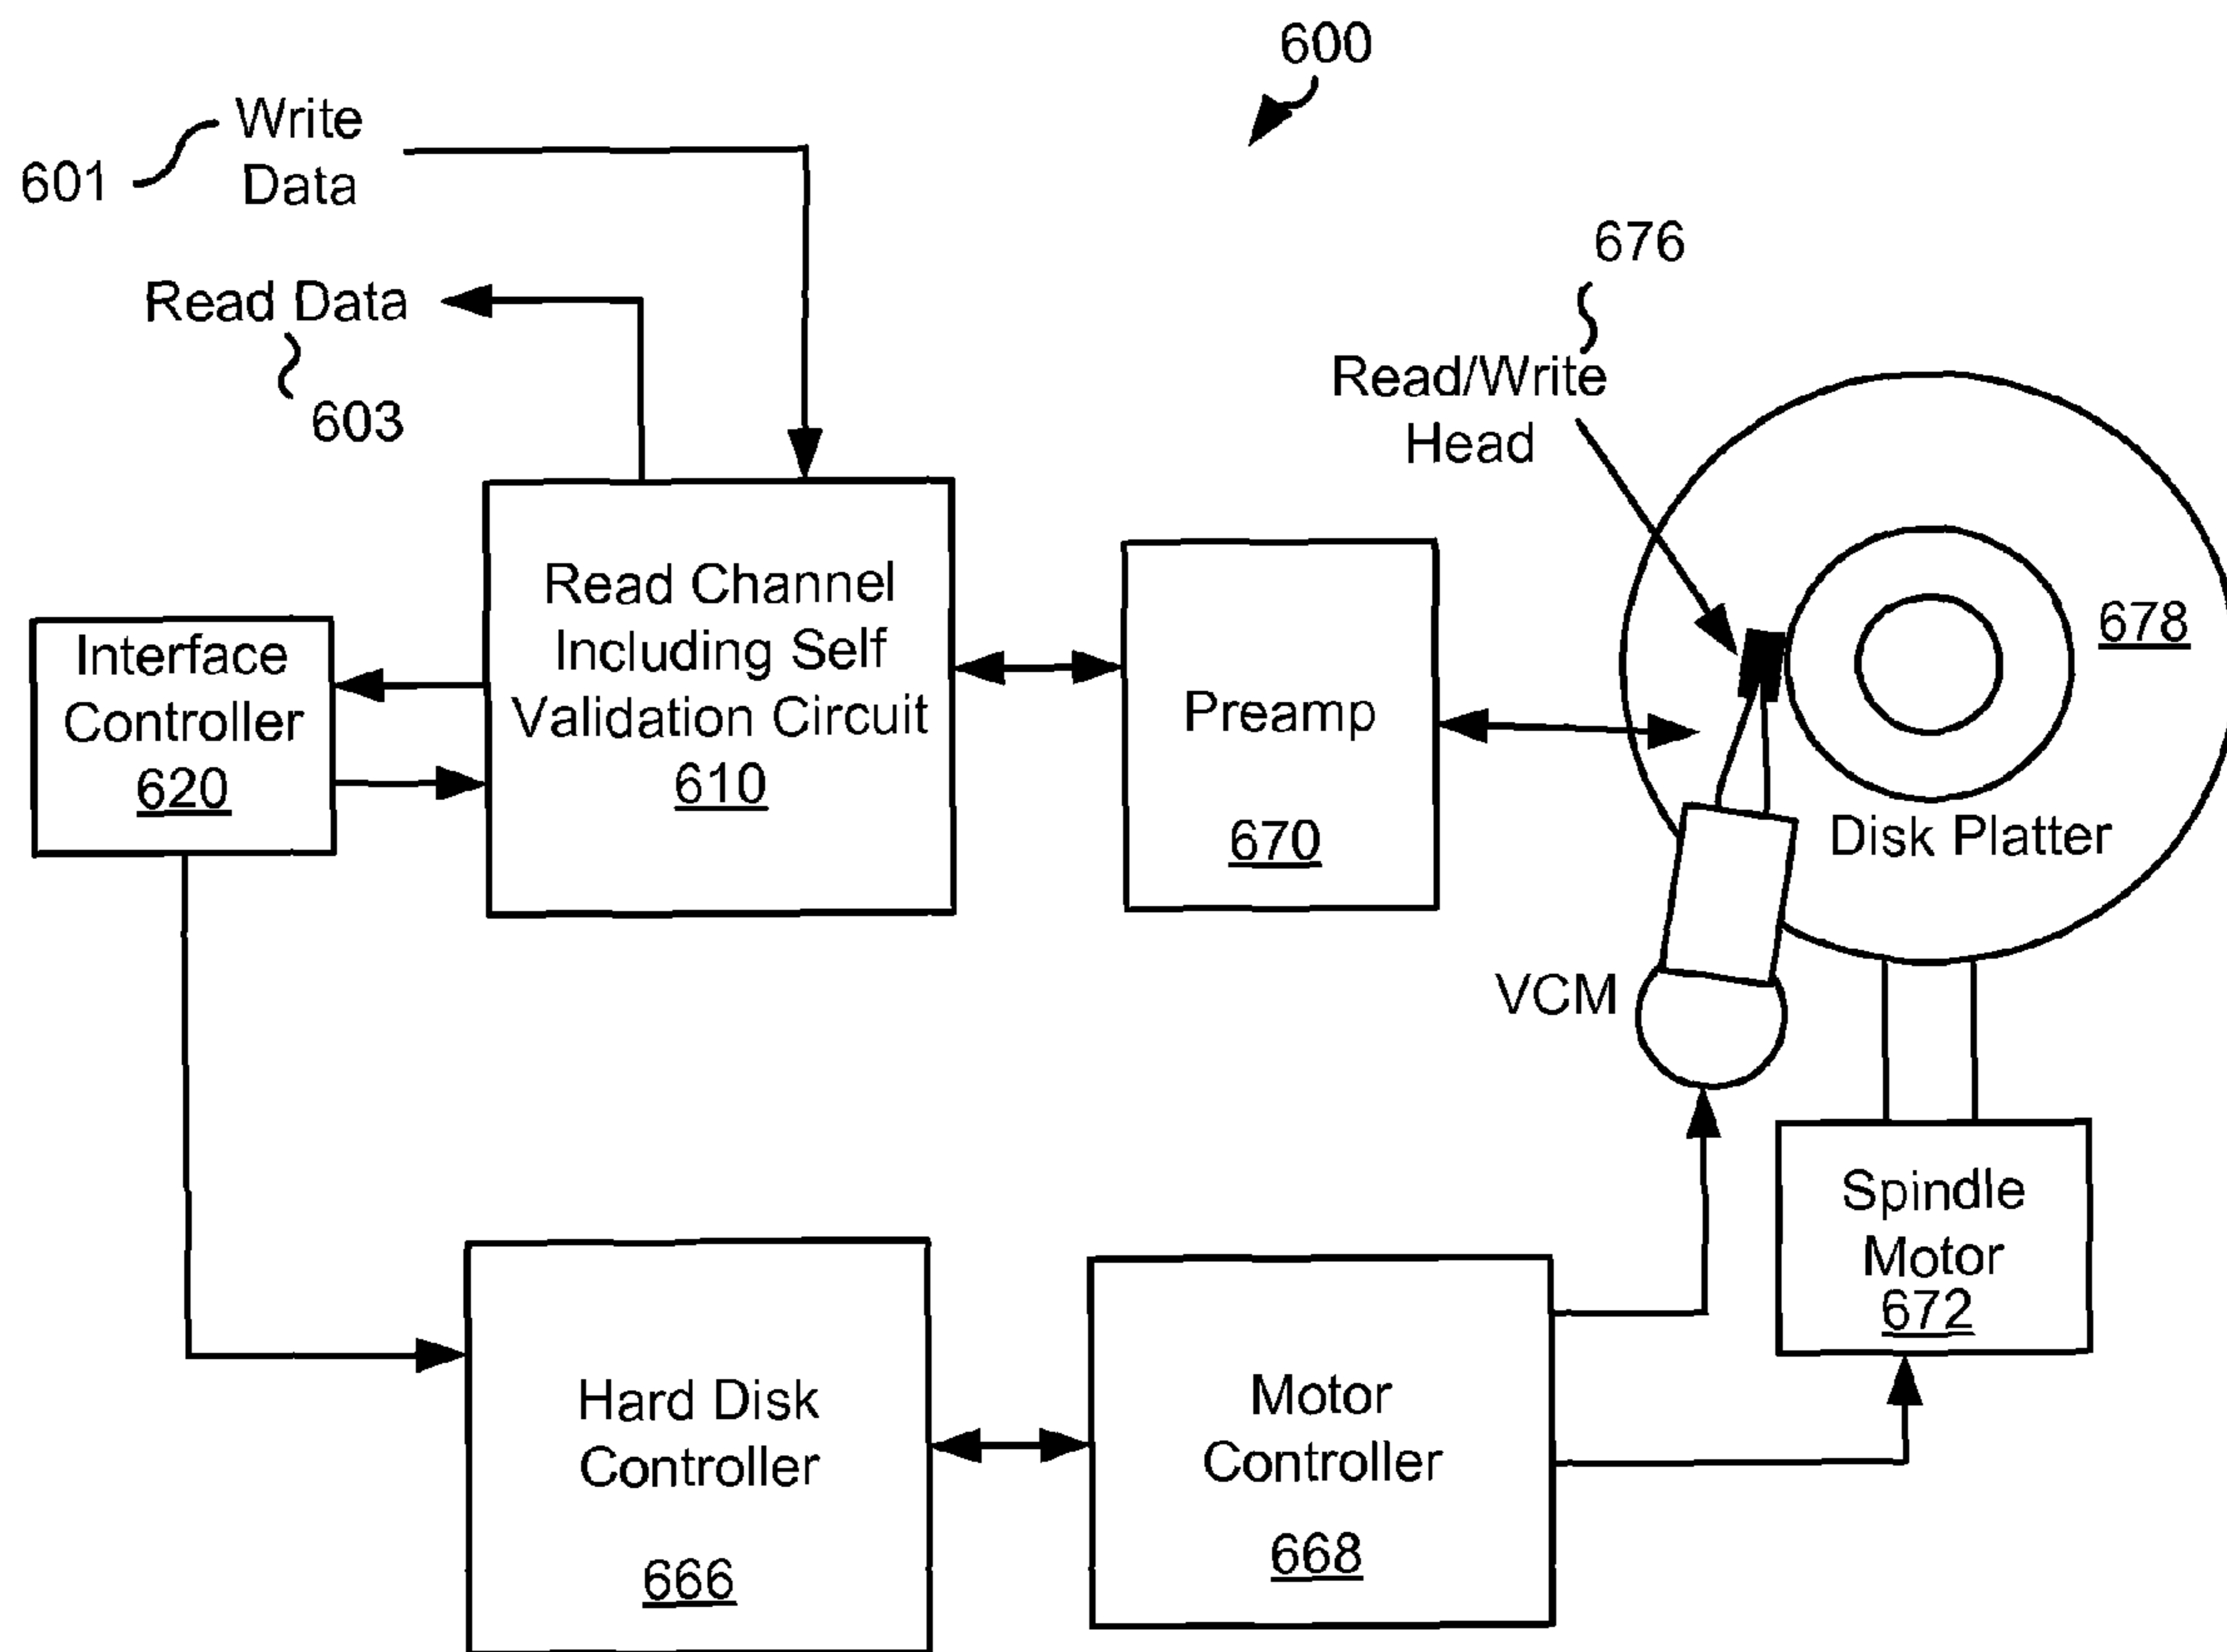 600
Write
Data
601
Read Data
603
676
Read/Write
Head
Read Channel
Including Self
Validation Circuit
610
Interface
Controller
620
Preamp
670
678
Disk Platter
VCM
Spindle
Motor
672
Hard Disk
Controller
666
Motor
Controller
668